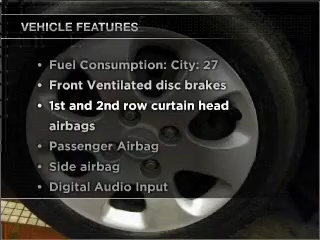 VEHICLE FEATURES
• Fuel Consumption: City: 27
• Front Ventilated disc brakes
• 1st and 2nd row curtain head
airbags
• Passenger Airbag
• Side airbag
• Digital Audio Input